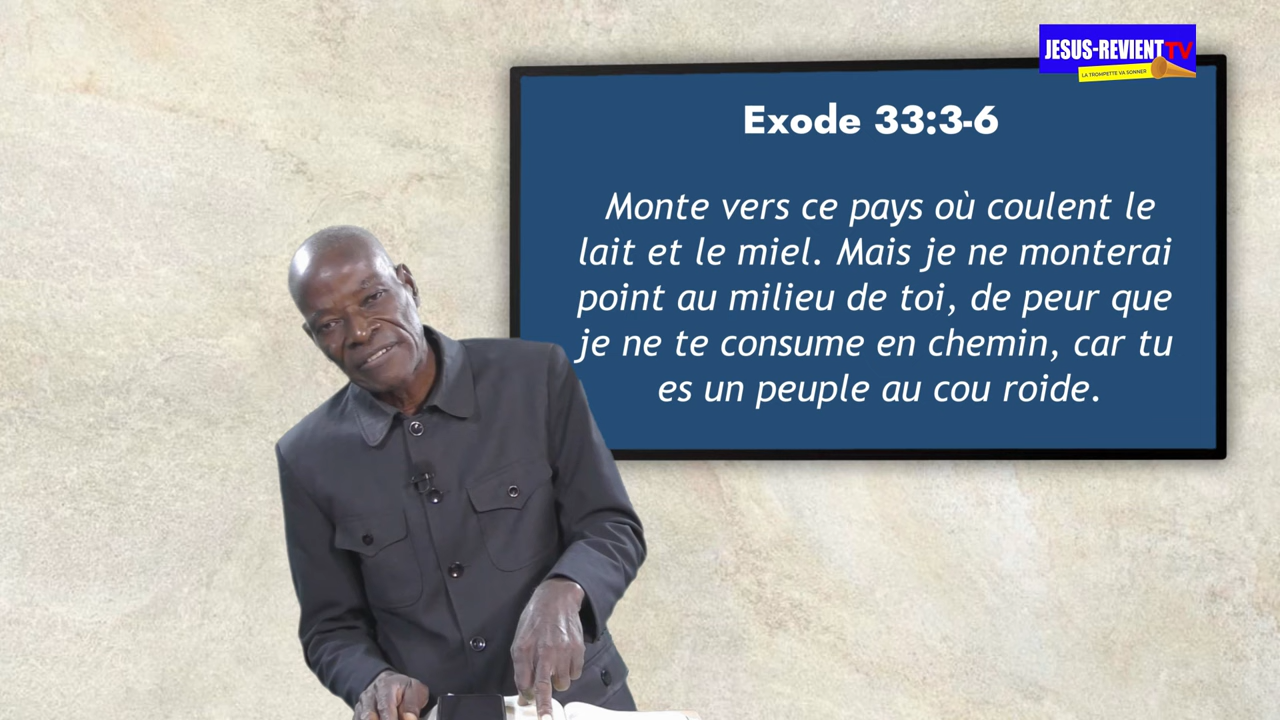 JESUS-REVIENT TV
LA TROMPETTE VA SONNER
Exode 33:3-6
Monte vers ce pays où coulent le
lait et le miel. Mais je ne monterai
point au milieu de toi, de peur que
je ne te consume en chemin, car tu
es un peuple au cou roide.